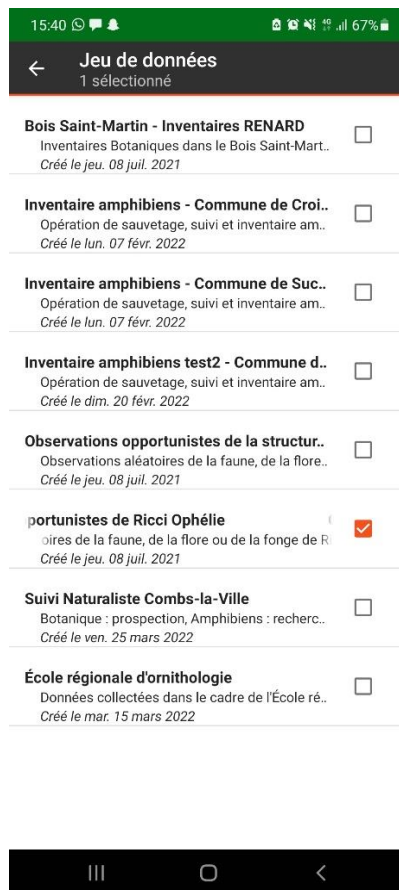 15:40 4G 67%
Jeu de données
1 sélectionné
Bois Saint-Martin - Inventaires RENARD
Inventaires Botaniques dans le Bois Saint-Mart..
Créé le jeu. 08 juil. 2021
Inventaire amphibiens - Commune de Croi..
Opération de sauvetage, suivi et inventaire am..
Créé le lun. 07 févr. 2022
Inventaire amphibiens - Commune de Suc..
Opération de sauvetage, suivi et inventaire am..
Créé le lun. 07 févr. 2022
Inventaire amphibiens test2 - Commune d..
Opération de sauvetage, suivi et inventaire am..
Créé le dim. 20 févr. 2022
Observations opportunistes de la structur..
Observations aléatoires de la faune, de la flore..
Créé le jeu. 08 juil. 2021
portunistes de Ricci Ophélie
oires de la faune, de la flore ou de la fonge de R
Créé le jeu. 08 juil. 2021
Suivi Naturaliste Combs-la-Ville
Botanique : prospection, Amphibiens : recherc..
Créé le ven. 25 mars 2022
École régionale d'ornithologie
Données collectées dans le cadre de l'École ré..
Créé le mar. 15 mars 2022